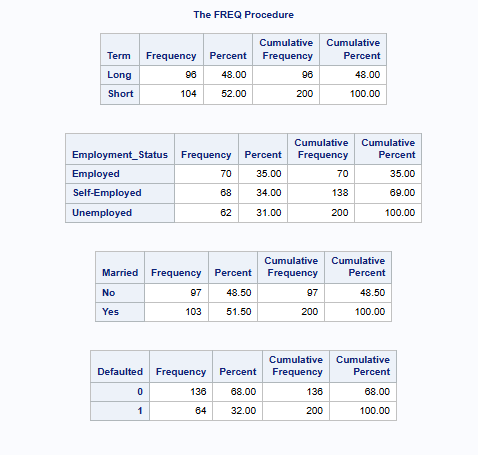 The FREQ Procedure
Term Frequency Percent Cumulative Frequency Cumulative Percent
Long 96 48.00 96 48.00
Short 104 52.00 200 100.00
Employment_Status Frequency Percent Cumulative Frequency Cumulative Percent
Employed 70 35.00 70 35.00
Self-Employed 68 34.00 138 69.00
Unemployed 62 31.00 200 100.00
Married Frequency Percent Cumulative Frequency Cumulative Percent
No 97 48.50 97 48.50
Yes 103 51.50 200 100.00
Defaulted Frequency Percent Cumulative Frequency Cumulative Percent
0 136 68.00 136 68.00
1 64 32.00 200 100.00